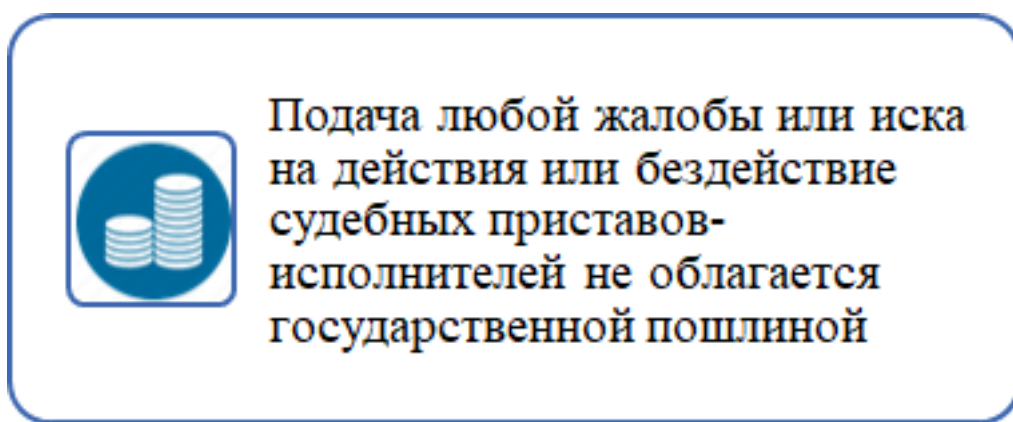 Подача любой жалобы или иска
на действия или бездействие
судебных приставов-
исполнителей не облагается
государственной пошлиной